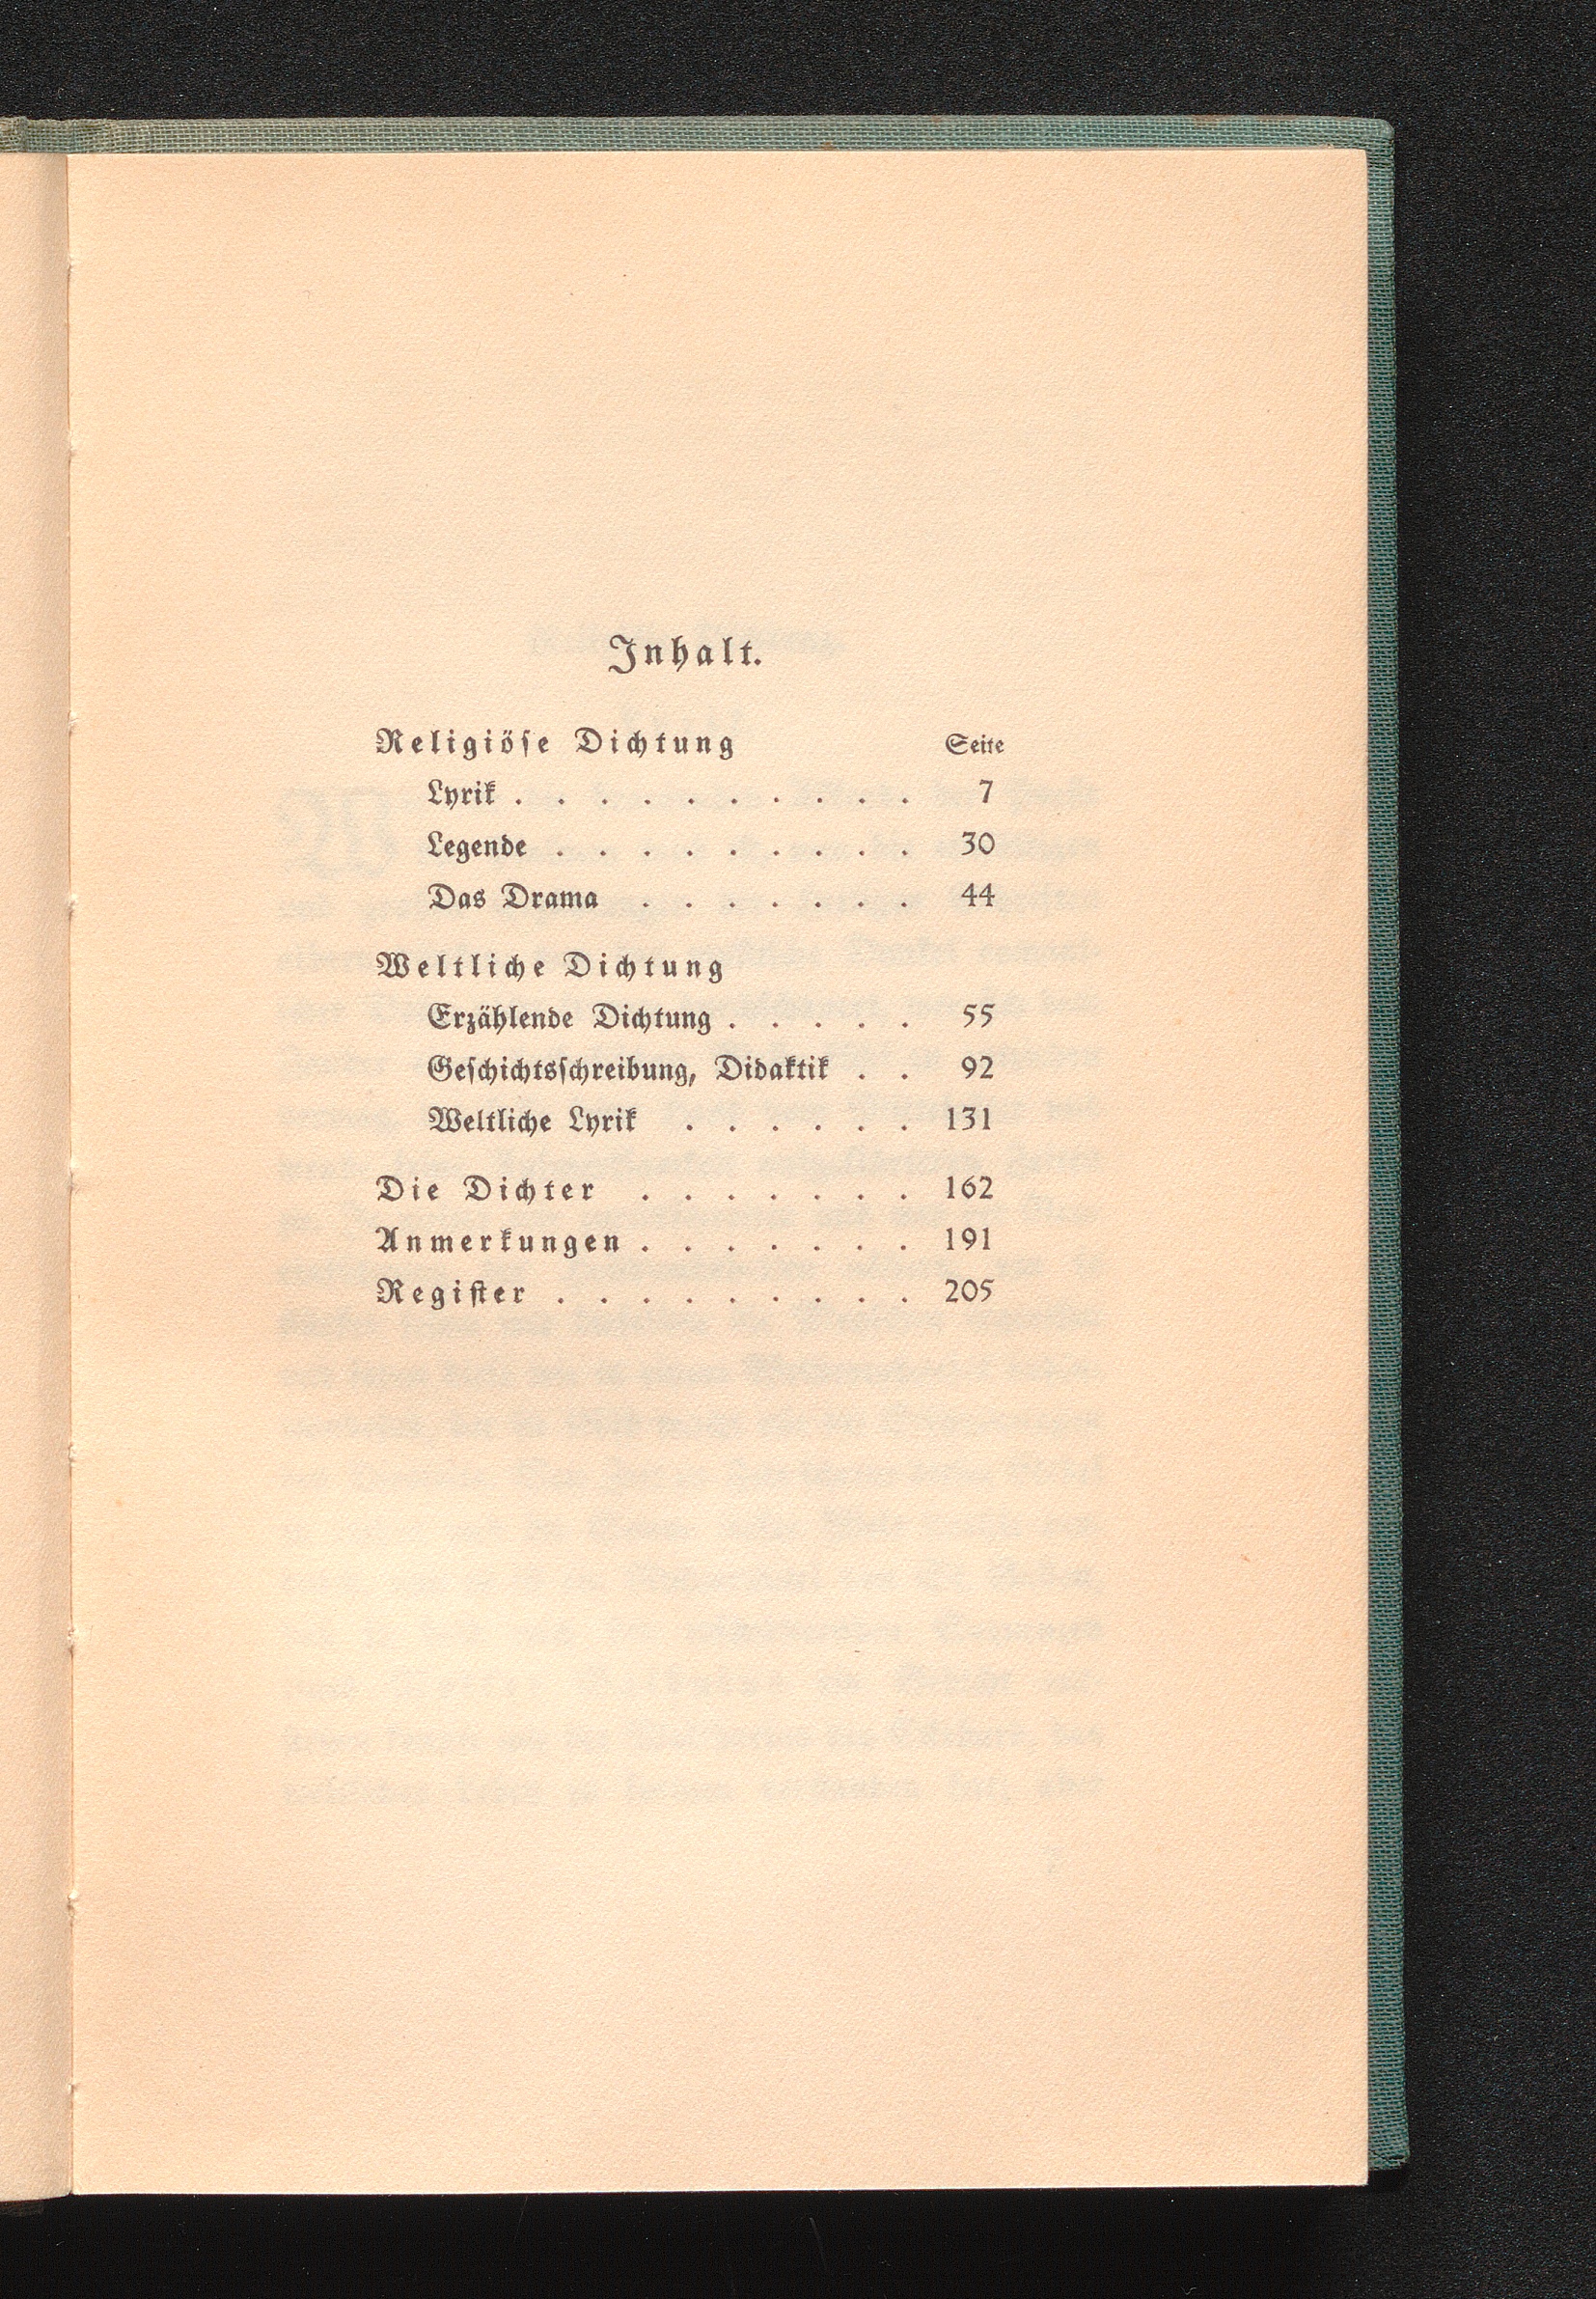 Inhalt.
Religiöſe Dichtung Seite
Lyrik . . . . . . . . . . 7
Legende . . . . . . . . . 30
Das Drama . . . . . . . 44
Weltliche Dichtung
Erzählende Dichtung . . . . . 55
Geſchichtsſchreibung, Didaktik . . 92
Weltliche Lyrik . . . . . . 131
Die Dichter . . . . . . . 162
Anmerkungen . . . . . . . 191
Regiſter . . . . . . . . . 205